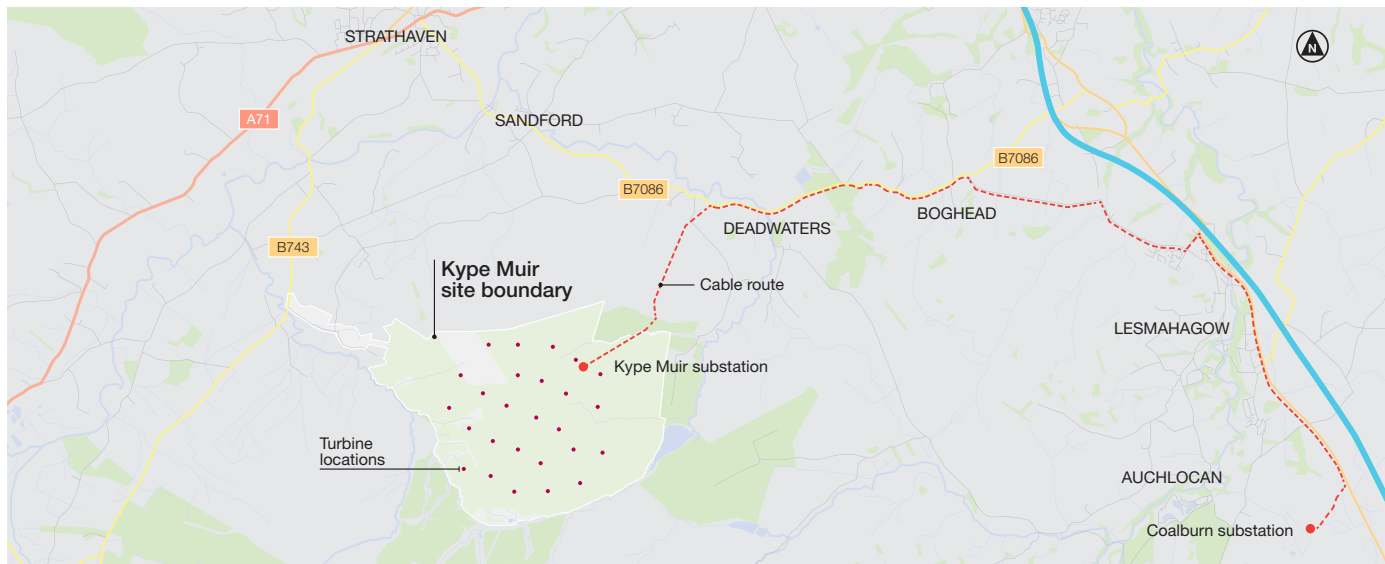 STRATHAVEN
N
A71
SANDFORD
B7086
B7086
DEADWATERS
BOGHEAD
B743
Kype Muir
site boundary
Cable route
LESMAHAGOW
Kype Muir substation
Turbine
locations
AUCHLOCAN
Coalburn substation